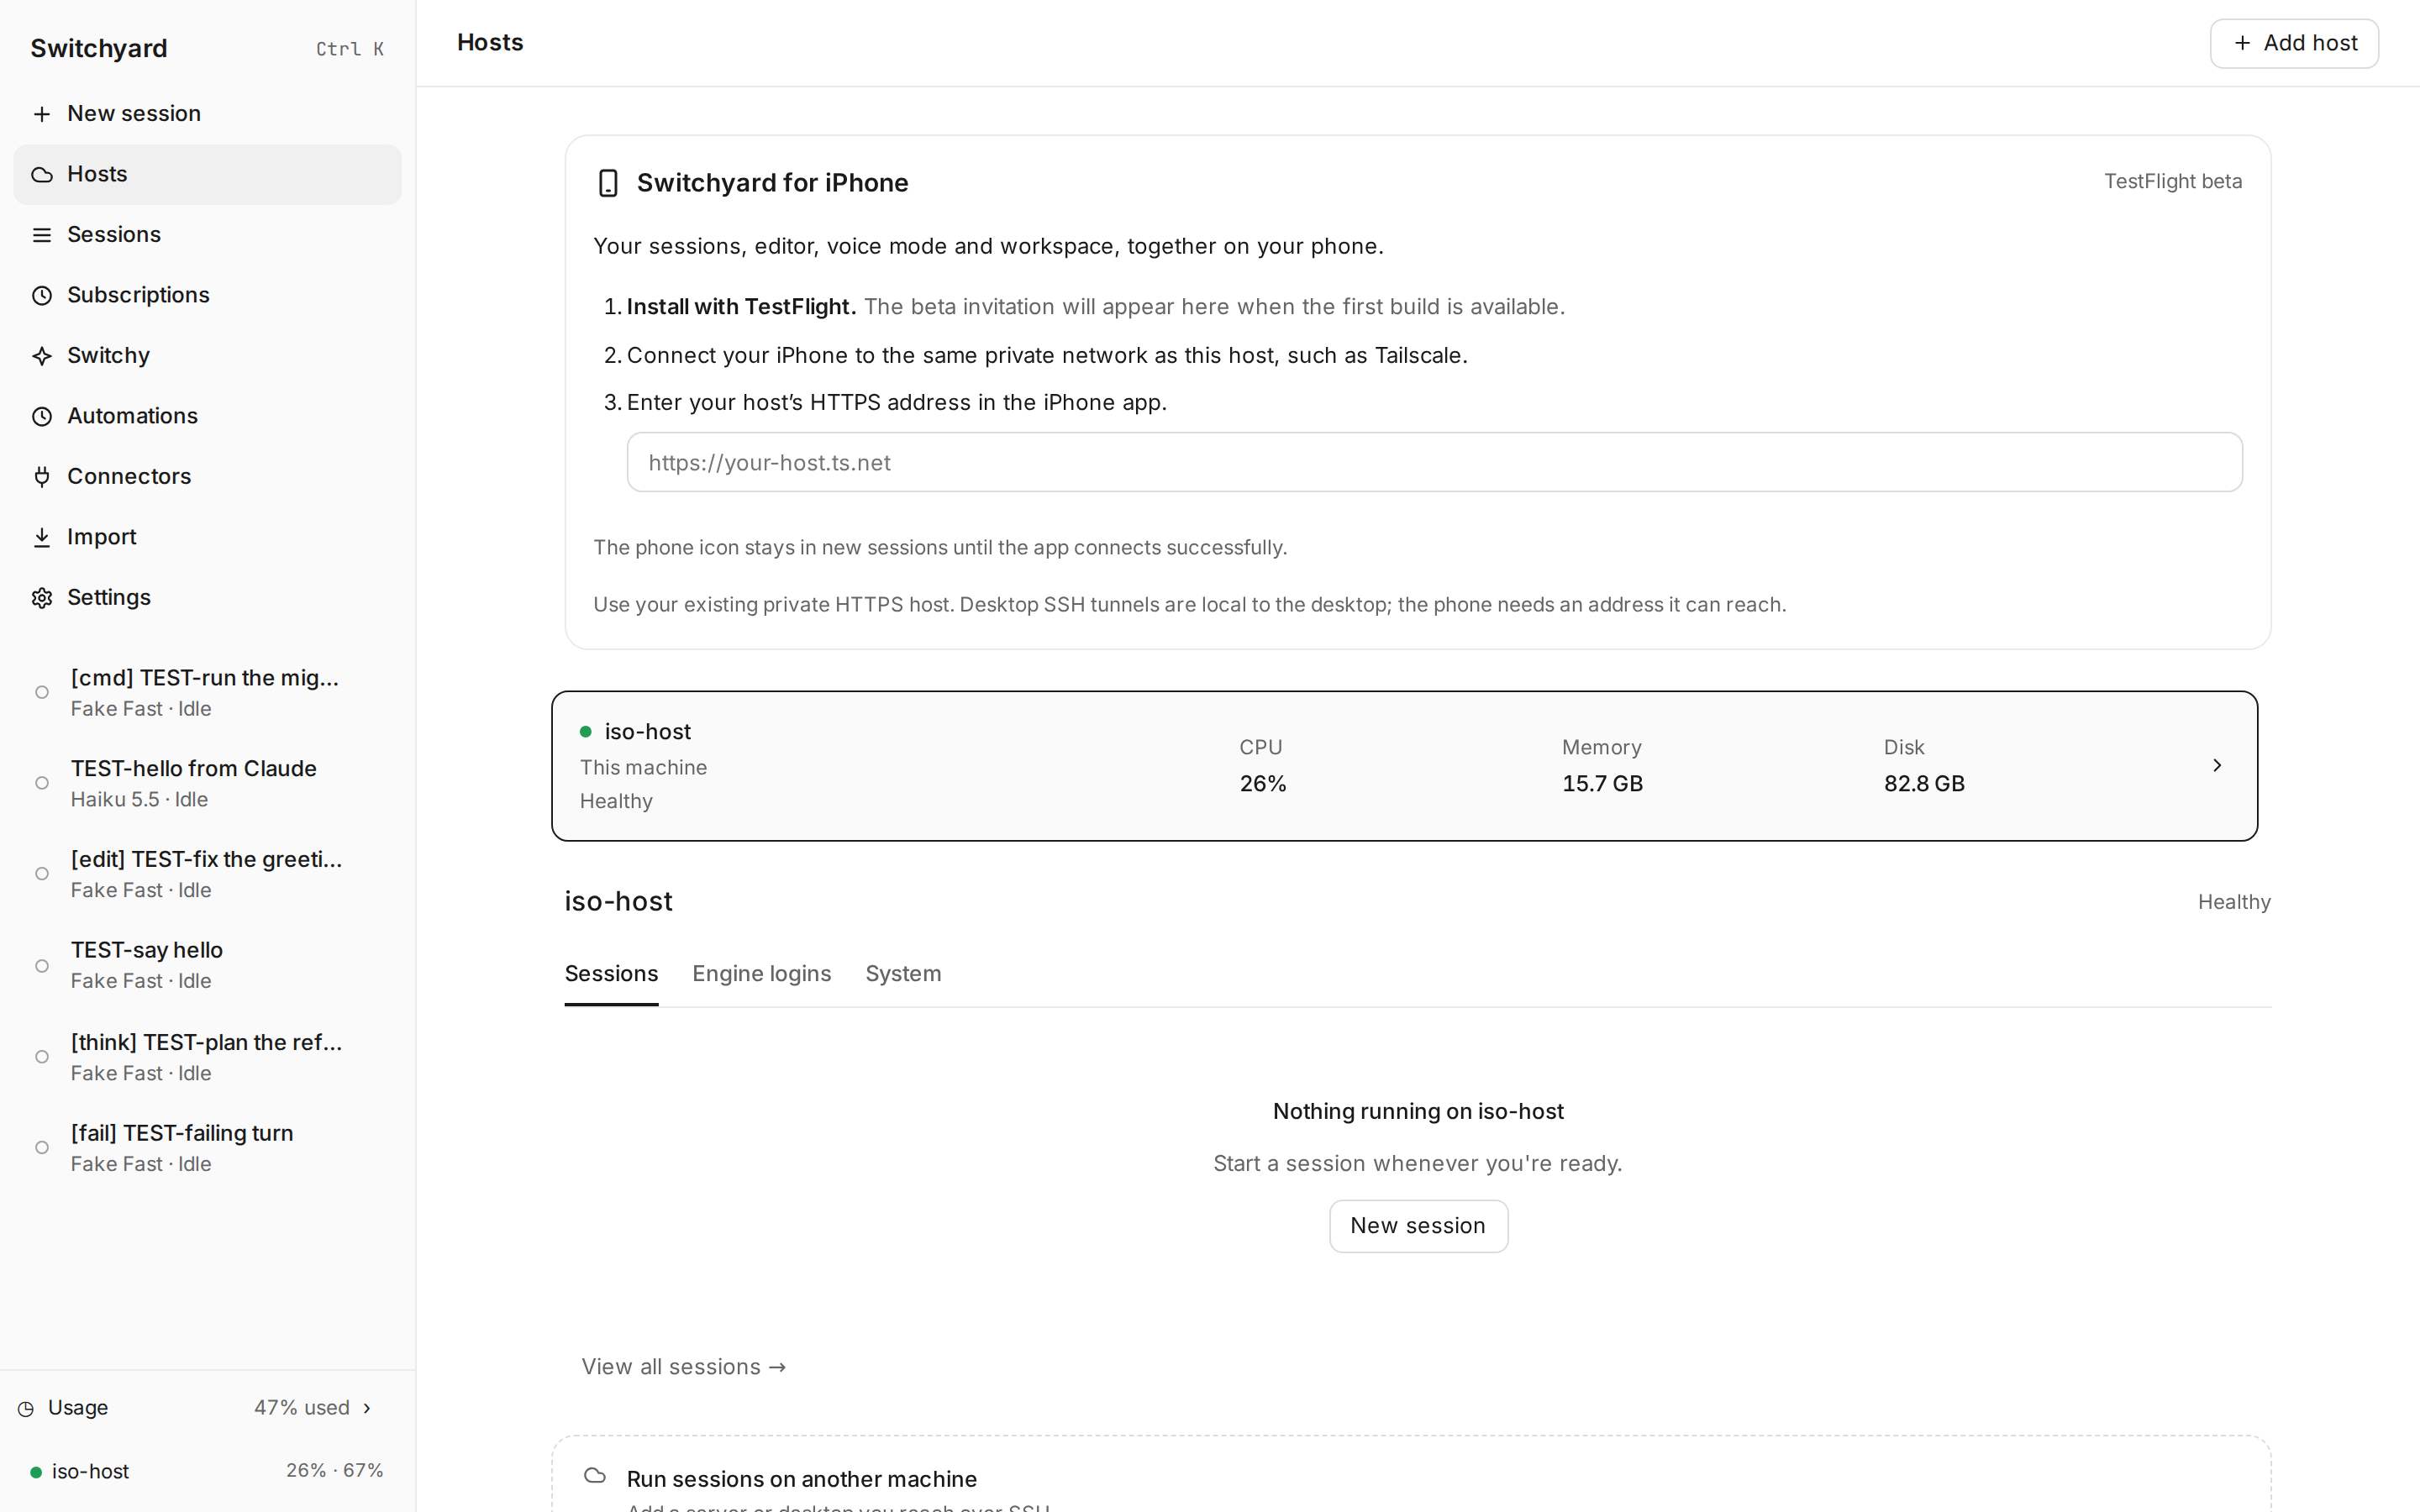 Switchyard
Ctrl K
New session
Hosts
Sessions
Subscriptions
Switchy
Automations
Connectors
Import
Settings
[cmd] TEST-run the mig...
Fake Fast · Idle
TEST-hello from Claude
Haiku 5.5 · Idle
[edit] TEST-fix the greeti...
Fake Fast · Idle
TEST-say hello
Fake Fast · Idle
[think] TEST-plan the ref...
Fake Fast · Idle
[fail] TEST-failing turn
Fake Fast · Idle
Usage
47% used
iso-host
26% · 67%
Hosts
Add host
Switchyard for iPhone
TestFlight beta
Your sessions, editor, voice mode and workspace, together on your phone.
1. Install with TestFlight. The beta invitation will appear here when the first build is available.
2. Connect your iPhone to the same private network as this host, such as Tailscale.
3. Enter your host’s HTTPS address in the iPhone app.
https://your-host.ts.net
The phone icon stays in new sessions until the app connects successfully.
Use your existing private HTTPS host. Desktop SSH tunnels are local to the desktop; the phone needs an address it can reach.
iso-host
This machine
Healthy
CPU
26%
Memory
15.7 GB
Disk
82.8 GB
iso-host
Healthy
Sessions
Engine logins
System
Nothing running on iso-host
Start a session whenever you're ready.
New session
View all sessions →
Run sessions on another machine
Add a server or desktop you reach over SSH